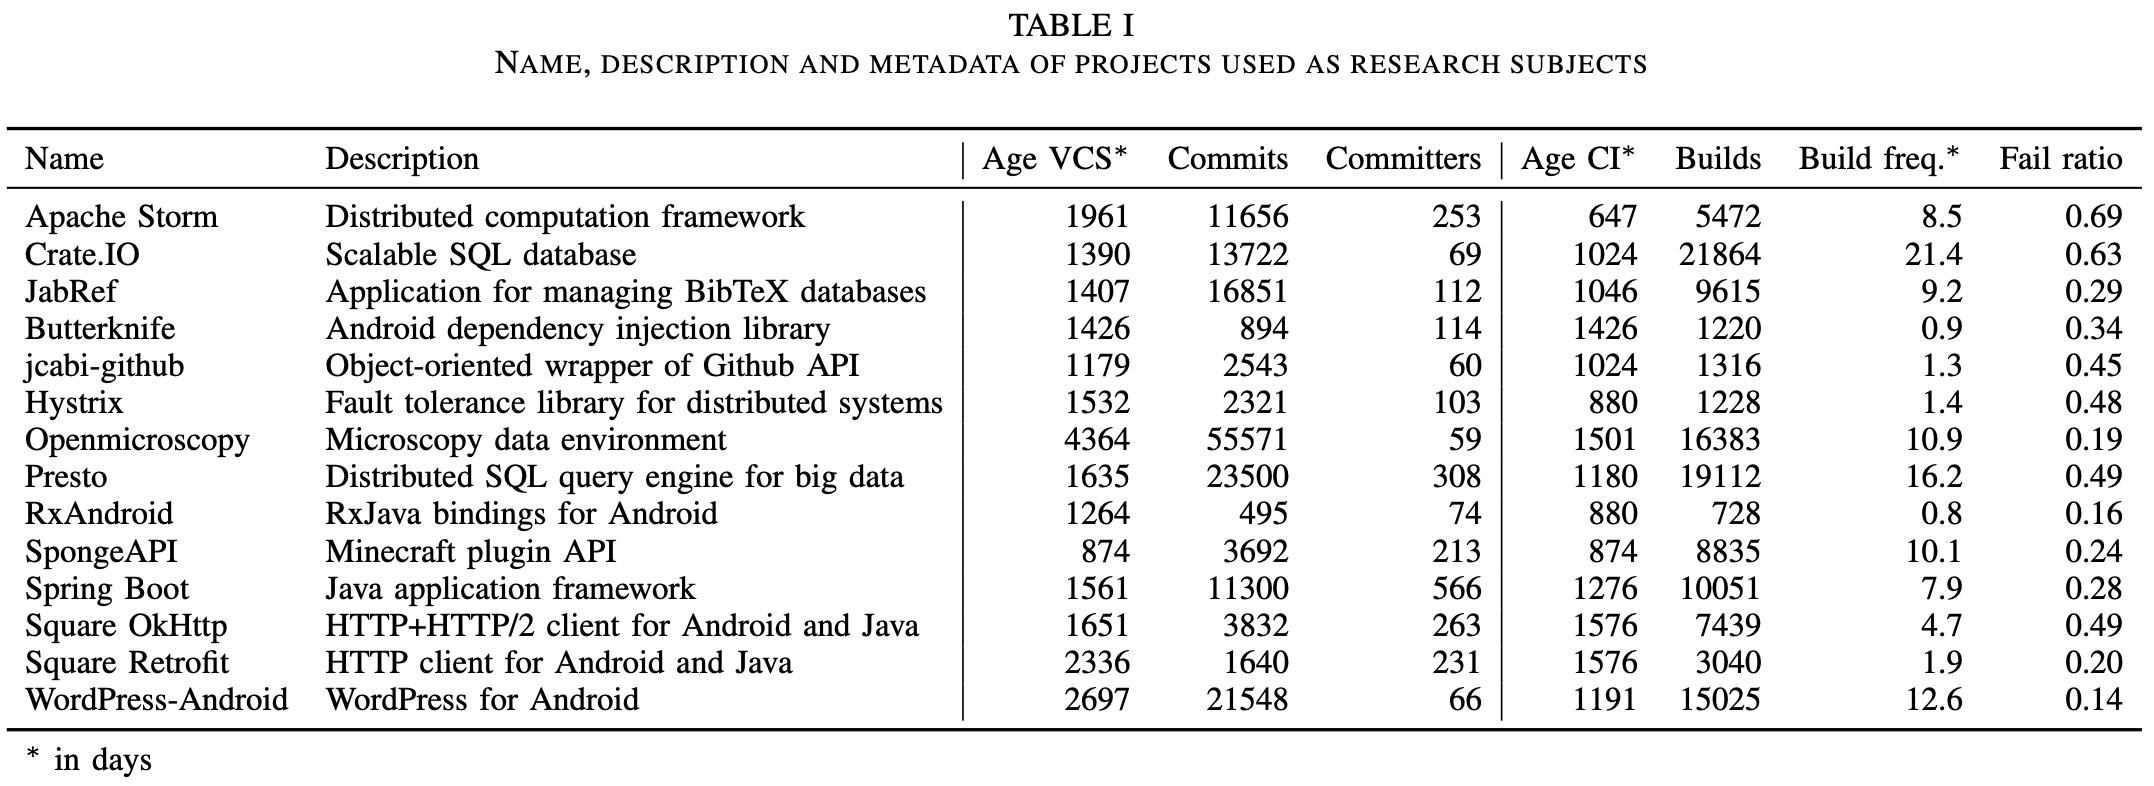 TABLE I
NAME, DESCRIPTION AND METADATA OF PROJECTS USED AS RESEARCH SUBJECTS
Name Description Age VCS* Commits Committers Age CI* Builds Build freq.* Fail ratio
Apache Storm Distributed computation framework 1961 11656 253 647 5472 8.5 0.69
Crate.IO Scalable SQL database 1390 13722 69 1024 21864 21.4 0.63
JabRef Application for managing BibTeX databases 1407 16851 112 1046 9615 9.2 0.29
Butterknife Android dependency injection library 1426 894 114 1426 1220 0.9 0.34
jcabi-github Object-oriented wrapper of Github API 1179 2543 60 1024 1316 1.3 0.45
Hystrix Fault tolerance library for distributed systems 1532 2321 103 880 1228 1.4 0.48
Openmicroscopy Microscopy data environment 4364 55571 59 1501 16383 10.9 0.19
Presto Distributed SQL query engine for big data 1635 23500 308 1180 19112 16.2 0.49
RxAndroid RxJava bindings for Android 1264 495 74 880 728 0.8 0.16
SpongeAPI Minecraft plugin API 874 3692 213 874 8835 10.1 0.24
Spring Boot Java application framework 1561 11300 566 1276 10051 7.9 0.28
Square OkHttp HTTP+HTTP/2 client for Android and Java 1651 3832 263 1576 7439 4.7 0.49
Square Retrofit HTTP client for Android and Java 2336 1640 231 1576 3040 1.9 0.20
WordPress-Android WordPress for Android 2697 21548 66 1191 15025 12.6 0.14
* in days